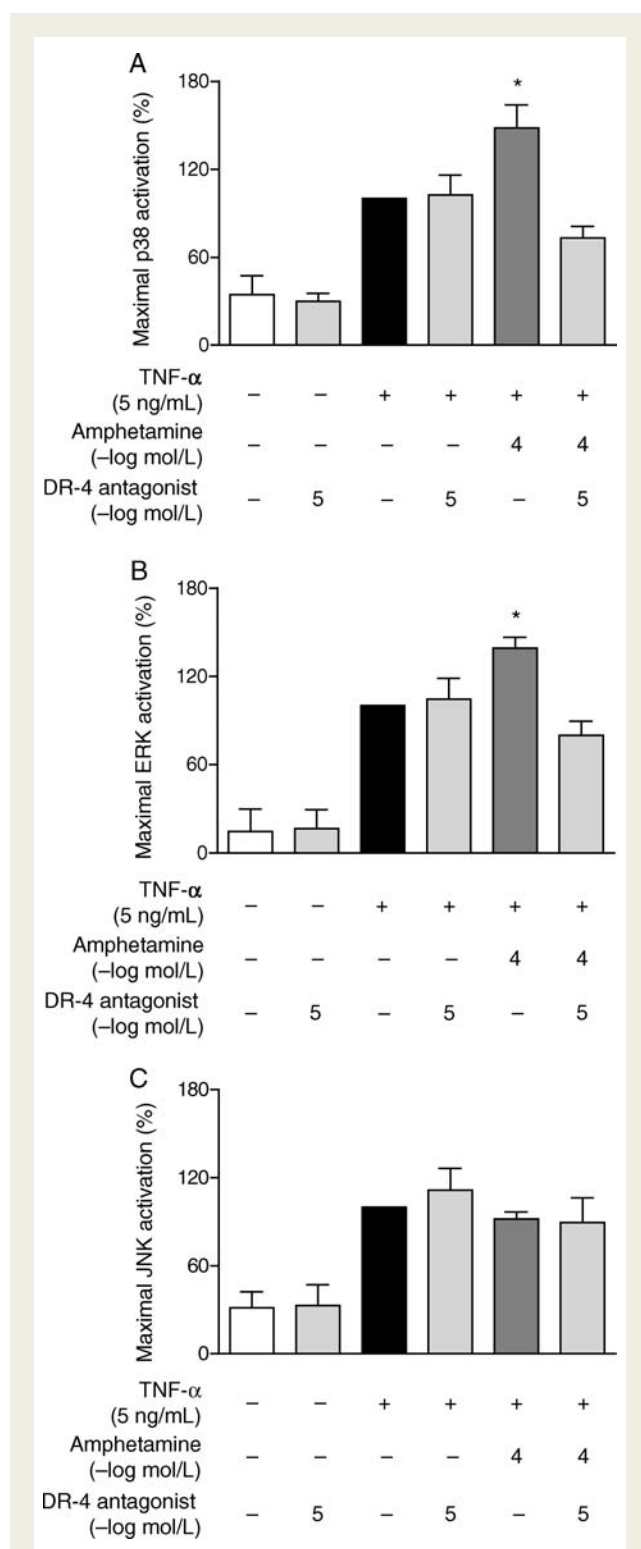 A
Maximal p38 activation (%)
180
120
60
0
*
TNF-α
(5 ng/mL) – – + + + +
Amphetamine
(–log mol/L) – – – – 4 4
DR-4 antagonist
(–log mol/L) – 5 – 5 – 5
B
Maximal ERK activation (%)
180
120
60
0
*
TNF-α
(5 ng/mL) – – + + + +
Amphetamine
(–log mol/L) – – – – 4 4
DR-4 antagonist
(–log mol/L) – 5 – 5 – 5
C
Maximal JNK activation (%)
180
120
60
0
TNF-α
(5 ng/mL) – – + + + +
Amphetamine
(–log mol/L) – – – – 4 4
DR-4 antagonist
(–log mol/L) – 5 – 5 – 5